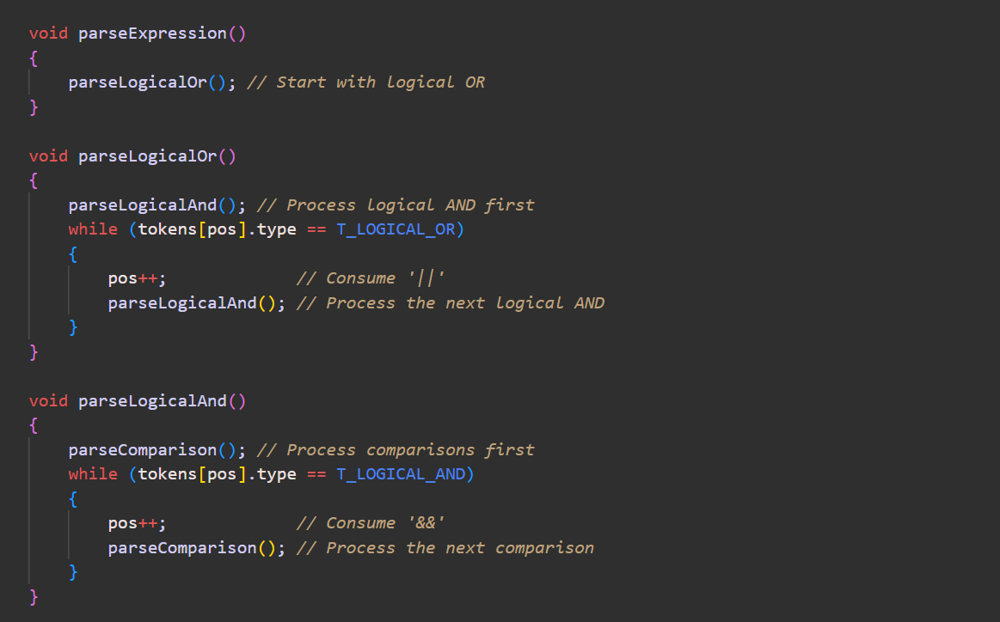 void parseExpression()
{
    parseLogicalOr(); // Start with logical OR
}
void parseLogicalOr()
{
    parseLogicalAnd(); // Process logical AND first
    while (tokens[pos].type == T_LOGICAL_OR)
    {
        pos++;             // Consume '||'
        parseLogicalAnd(); // Process the next logical AND
    }
}
void parseLogicalAnd()
{
    parseComparison(); // Process comparisons first
    while (tokens[pos].type == T_LOGICAL_AND)
    {
        pos++;             // Consume '&&'
        parseComparison(); // Process the next comparison
    }
}